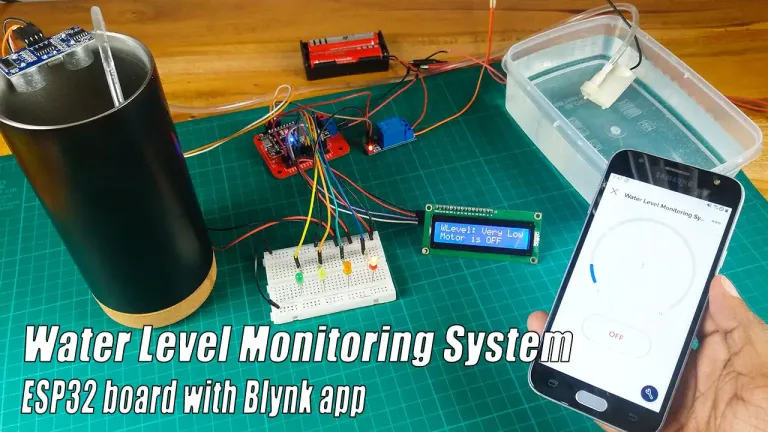 SAMSUNG
Water Level Monitoring Sy...
WLevel: Very Low
Motor is OFF
OFF
Water Level Monitoring System
ESP32 board with Blynk app